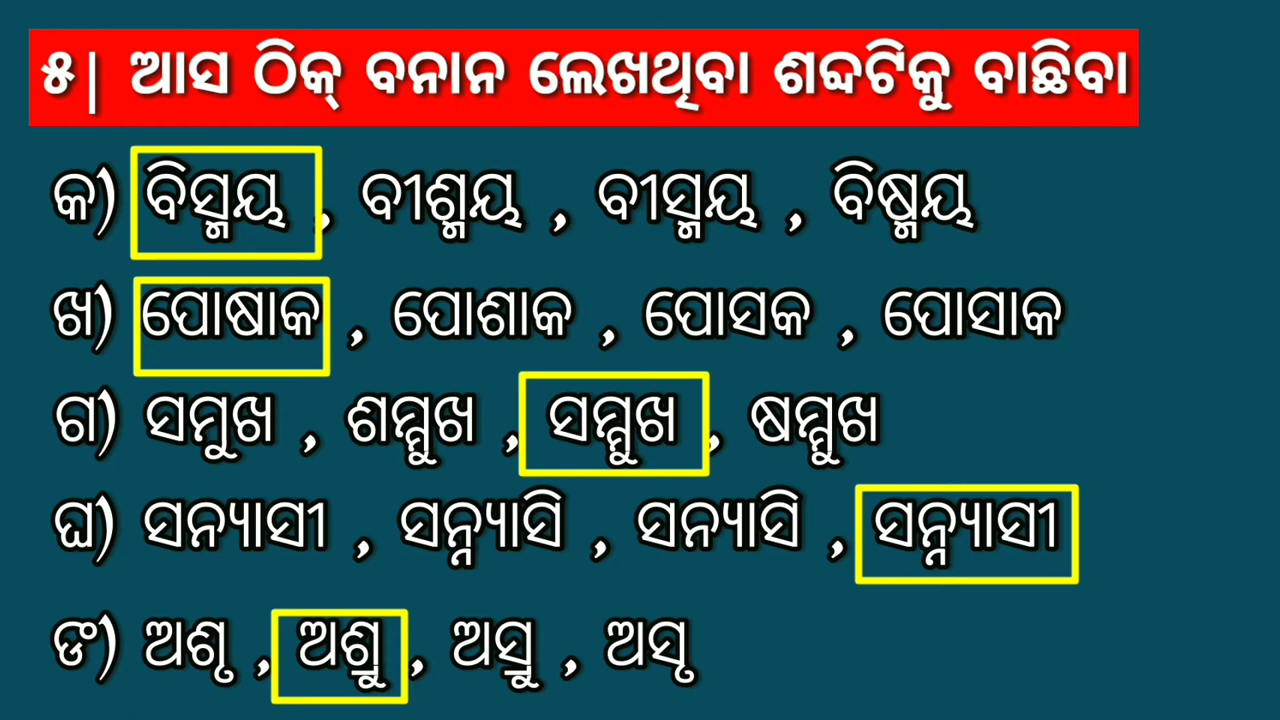 ୫| ଆସ ଠିକ୍ ବନାନ ଲେଖଥିବା ଶବ୍ଦଟିକୁ ବାଛିବା
କ) ବିସ୍ମୟ , ବୀଶ୍ମୟ , ବୀସ୍ମୟ , ବିଷ୍ମୟ
ଖ) ପୋଷାକ , ପୋଶାକ , ପୋସକ , ପୋସାକ
ଗ) ସମୁଖ , ଶମ୍ମୁଖ , ସମ୍ମୁଖ , ଷମ୍ମୁଖ
ଘ) ସନ୍ୟାସୀ , ସନ୍ନ୍ୟାସି , ସନ୍ୟାସି , ସନ୍ନ୍ୟାସୀ
ଙ) ଅଶୃ , ଅଶ୍ରୁ , ଅସ୍ରୁ , ଅସୃ